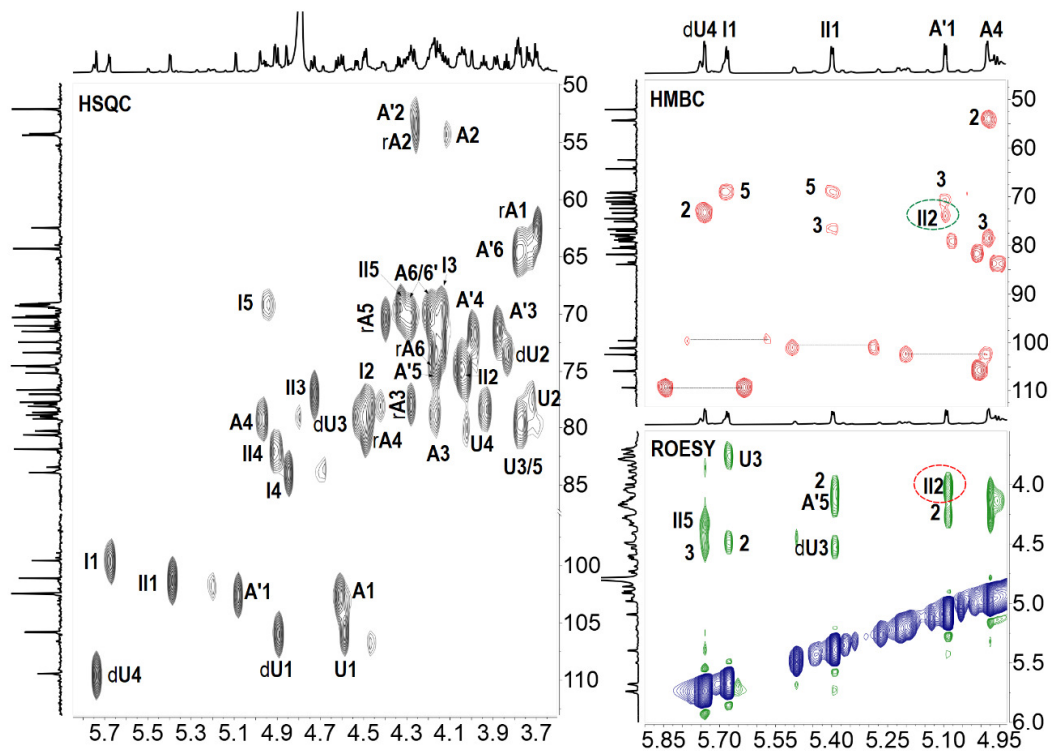 HSQC
A'2
rA2
A2
rA1
A'6
I3
A6/6'
II5
I5
rA5
A'4
A'3
rA6
dU2
A'5
I2
II2
II3
U2
dU3
rA3
A4
rA4
A3
U4
II4
U3/5
I4
I1
II1
A'1
A1
dU4
dU1
U1
50
55
60
65
70
75
80
85
100
105
110
5.7 5.5 5.3 5.1 4.9 4.7 4.5 4.3 4.1 3.9 3.7
dU4 I1 II1 A'1 A4
HMBC
2
5
5
3
2
II2
3
3
50
60
70
80
90
100
110
ROESY
U3
2
II2
A'5
II5
2
3
2
dU3
4.0
4.5
5.0
5.5
6.0
5.85 5.70 5.55 5.40 5.25 5.10 4.95